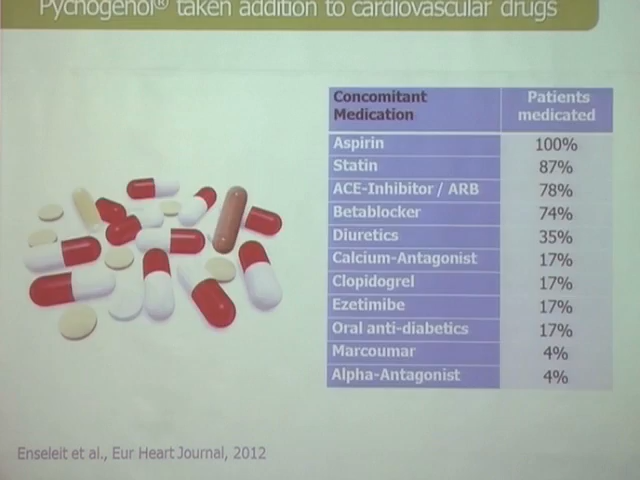 Pychogenol® taken addition to cardiovascular drugs
Concomitant Medication Patients medicated
Aspirin 100%
Statin 87%
ACE-Inhibitor / ARB 78%
Betablocker 74%
Diuretics 35%
Calcium-Antagonist 17%
Clopidogrel 17%
Ezetimibe 17%
Oral anti-diabetics 17%
Marcoumar 4%
Alpha-Antagonist 4%
Enseleit et al., Eur Heart Journal, 2012